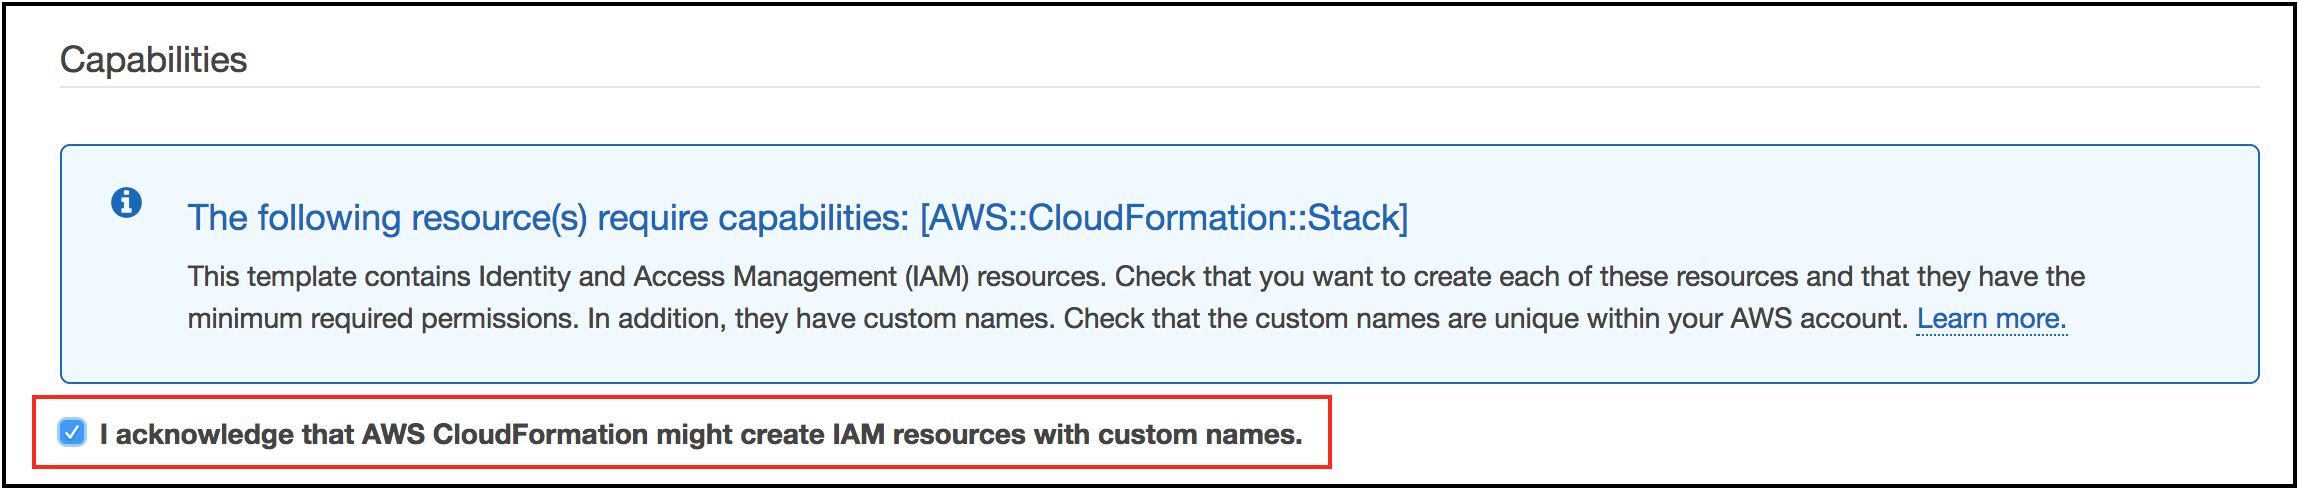 Capabilities
The following resource(s) require capabilities: [AWS::CloudFormation::Stack]
This template contains Identity and Access Management (IAM) resources. Check that you want to create each of these resources and that they have the
minimum required permissions. In addition, they have custom names. Check that the custom names are unique within your AWS account. Learn more.
I acknowledge that AWS CloudFormation might create IAM resources with custom names.